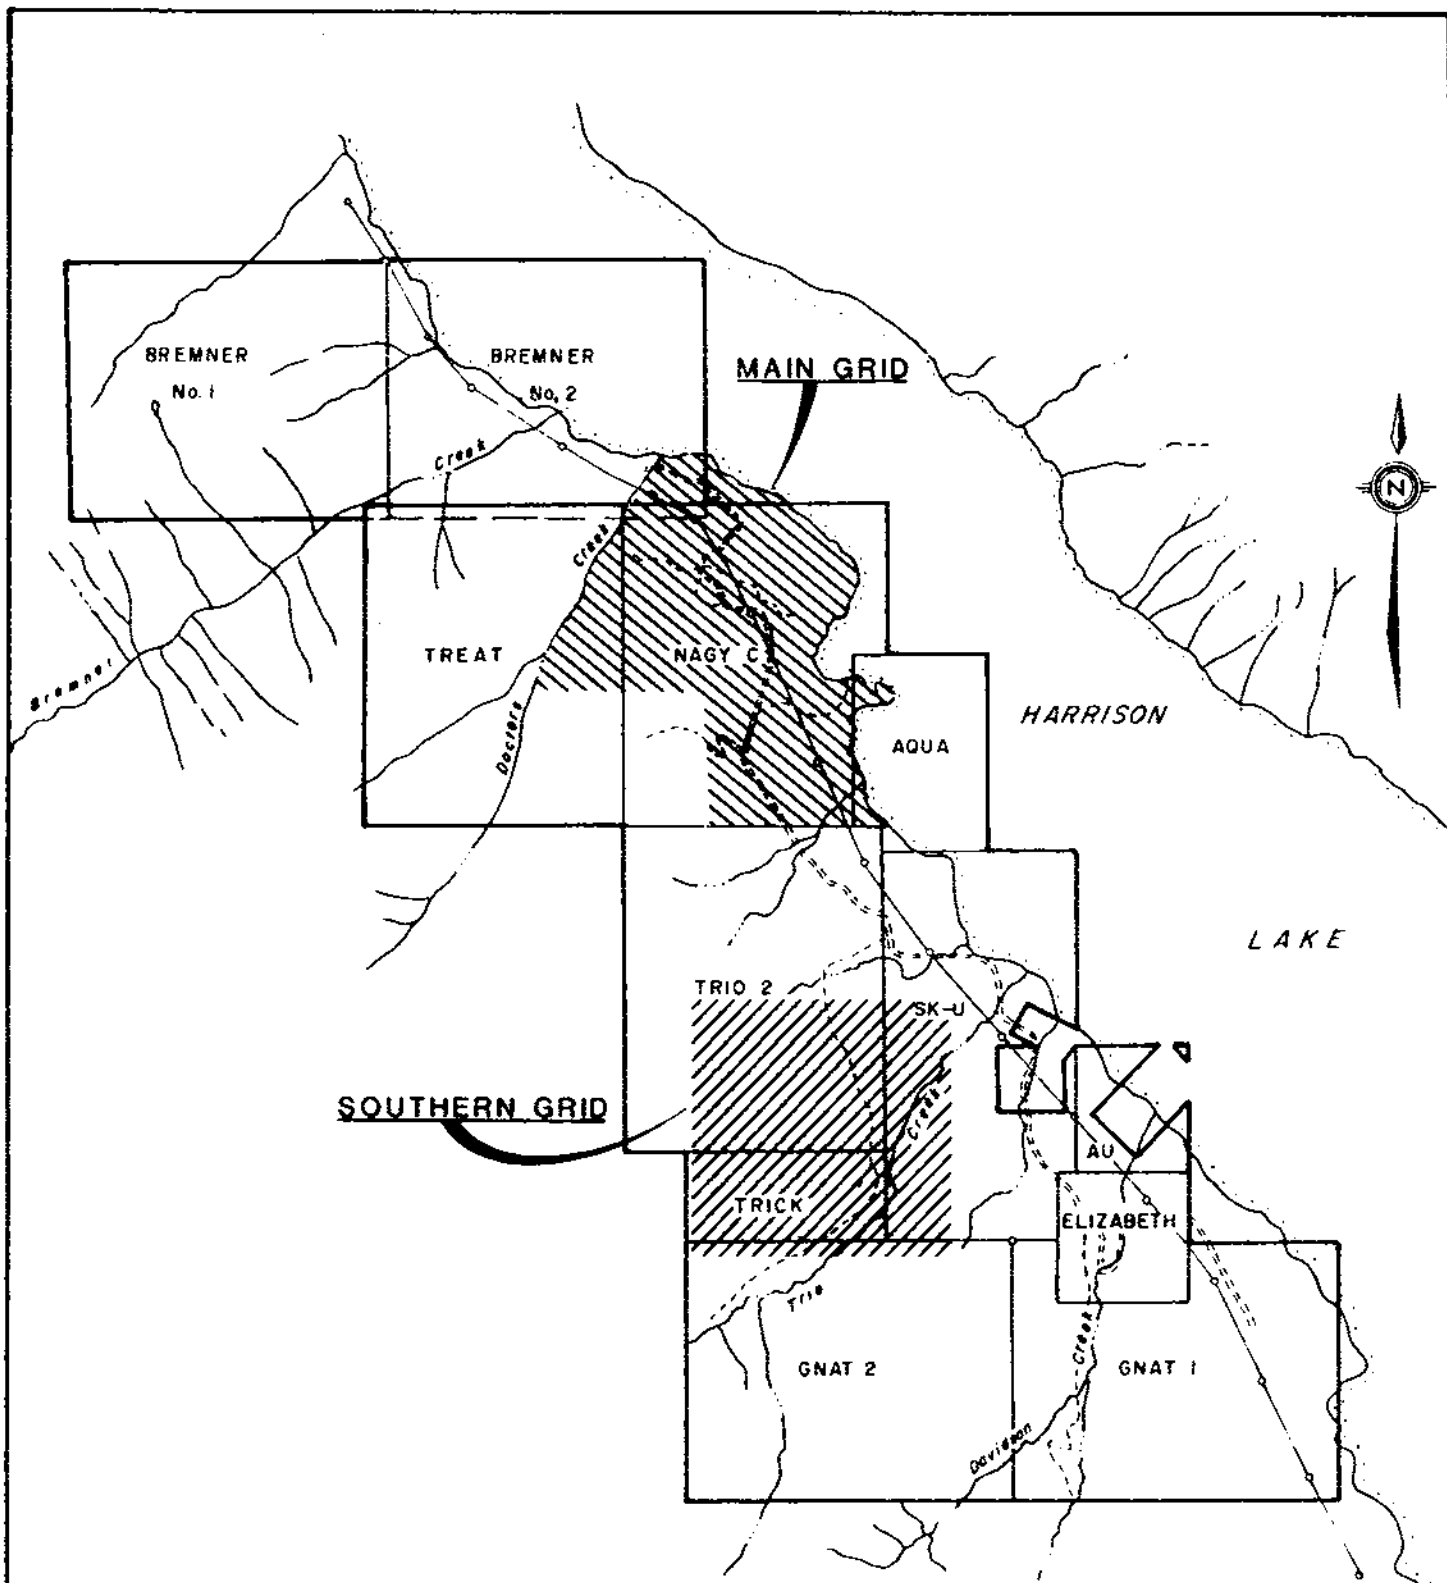 BREMNER
No. 1
BREMNER
No. 2
MAIN GRID
Creek
N
Creek
TREAT
NAGY C
Bremner
Doctors
HARRISON
AQUA
LAKE
TRIO 2
SK-U
SOUTHERN GRID
Creek
AU
TRICK
ELIZABETH
Trio
Creek
GNAT 2
GNAT 1
Davidson